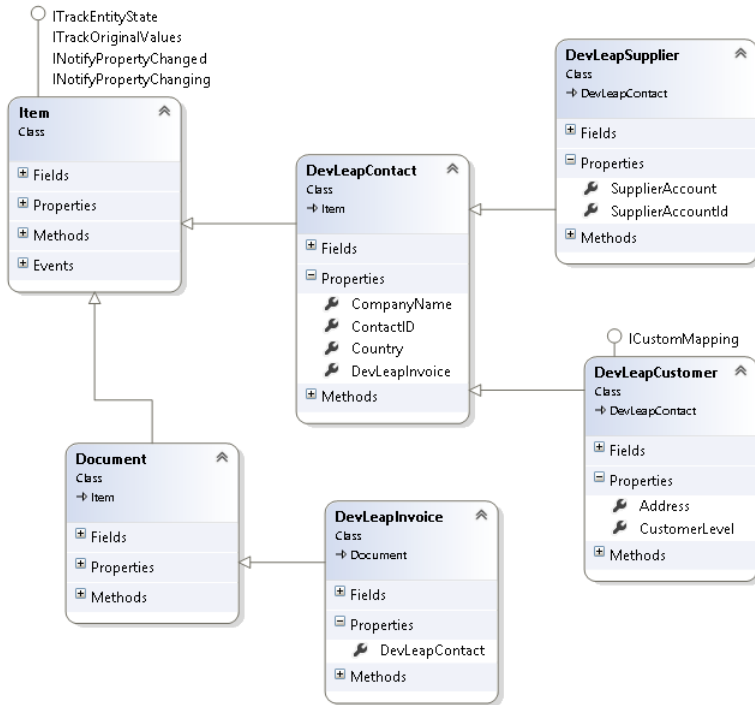 ITrackEntityState
ITrackOriginalValues
INotifyPropertyChanged
INotifyPropertyChanging
Item
Class
Fields
Properties
Methods
Events
DevLeapContact
Class
Item
Fields
Properties
CompanyName
ContactID
Country
DevLeapInvoice
Methods
DevLeapSupplier
Class
DevLeapContact
Fields
Properties
SupplierAccount
SupplierAccountId
Methods
ICustomMapping
DevLeapCustomer
Class
DevLeapContact
Fields
Properties
Address
CustomerLevel
Methods
Document
Class
Item
Fields
Properties
Methods
DevLeapInvoice
Class
Document
Fields
Properties
DevLeapContact
Methods